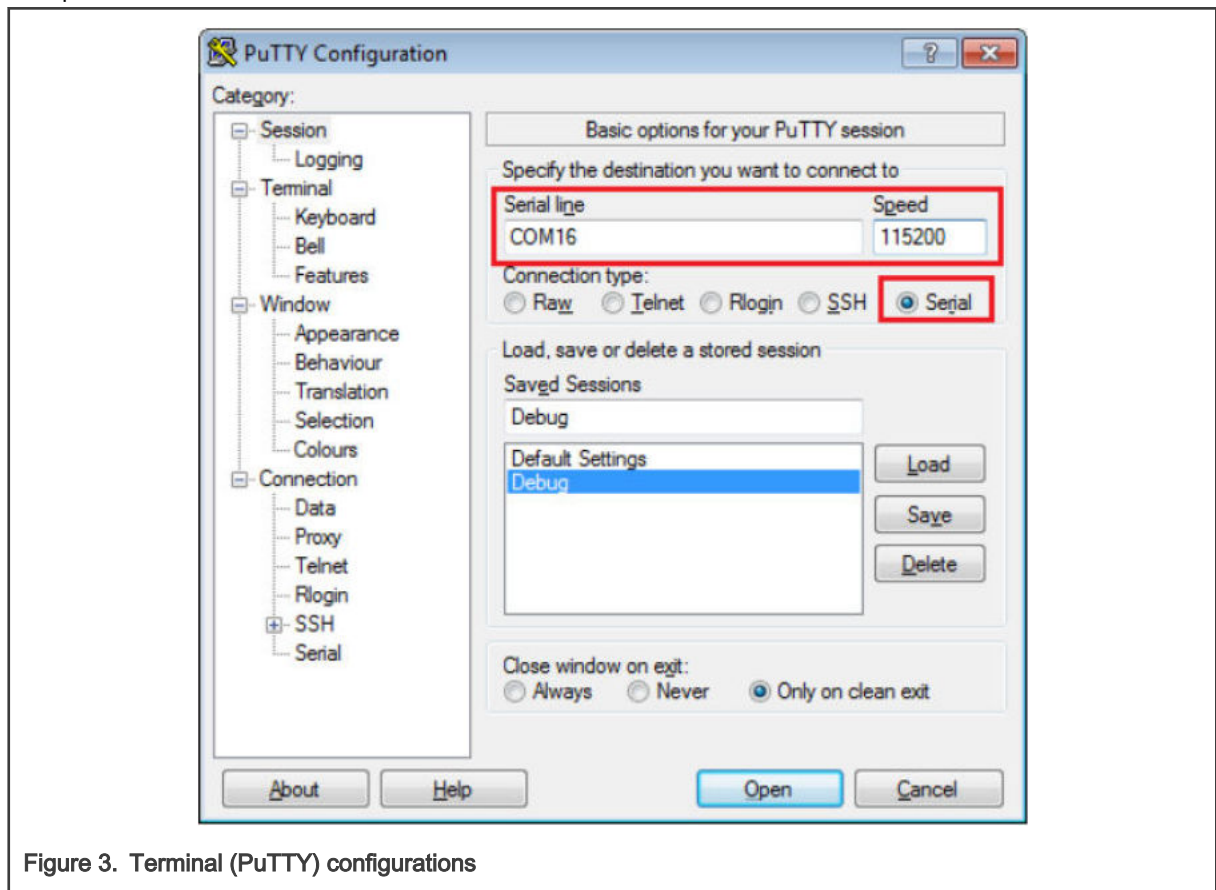 PuTTY Configuration
Category:
Session
Logging
Terminal
Keyboard
Bell
Features
Window
Appearance
Behaviour
Translation
Selection
Colours
Connection
Data
Proxy
Telnet
Rlogin
SSH
Serial
Basic options for your PuTTY session
Specify the destination you want to connect to
Serial line Speed
COM16 115200
Connection type:
Raw Telnet Rlogin SSH Serial
Load, save or delete a stored session
Saved Sessions
Debug
Default Settings
Debug
Load
Save
Delete
Close window on exit:
Always Never Only on clean exit
About Help Open Cancel
Figure 3. Terminal (PuTTY) configurations